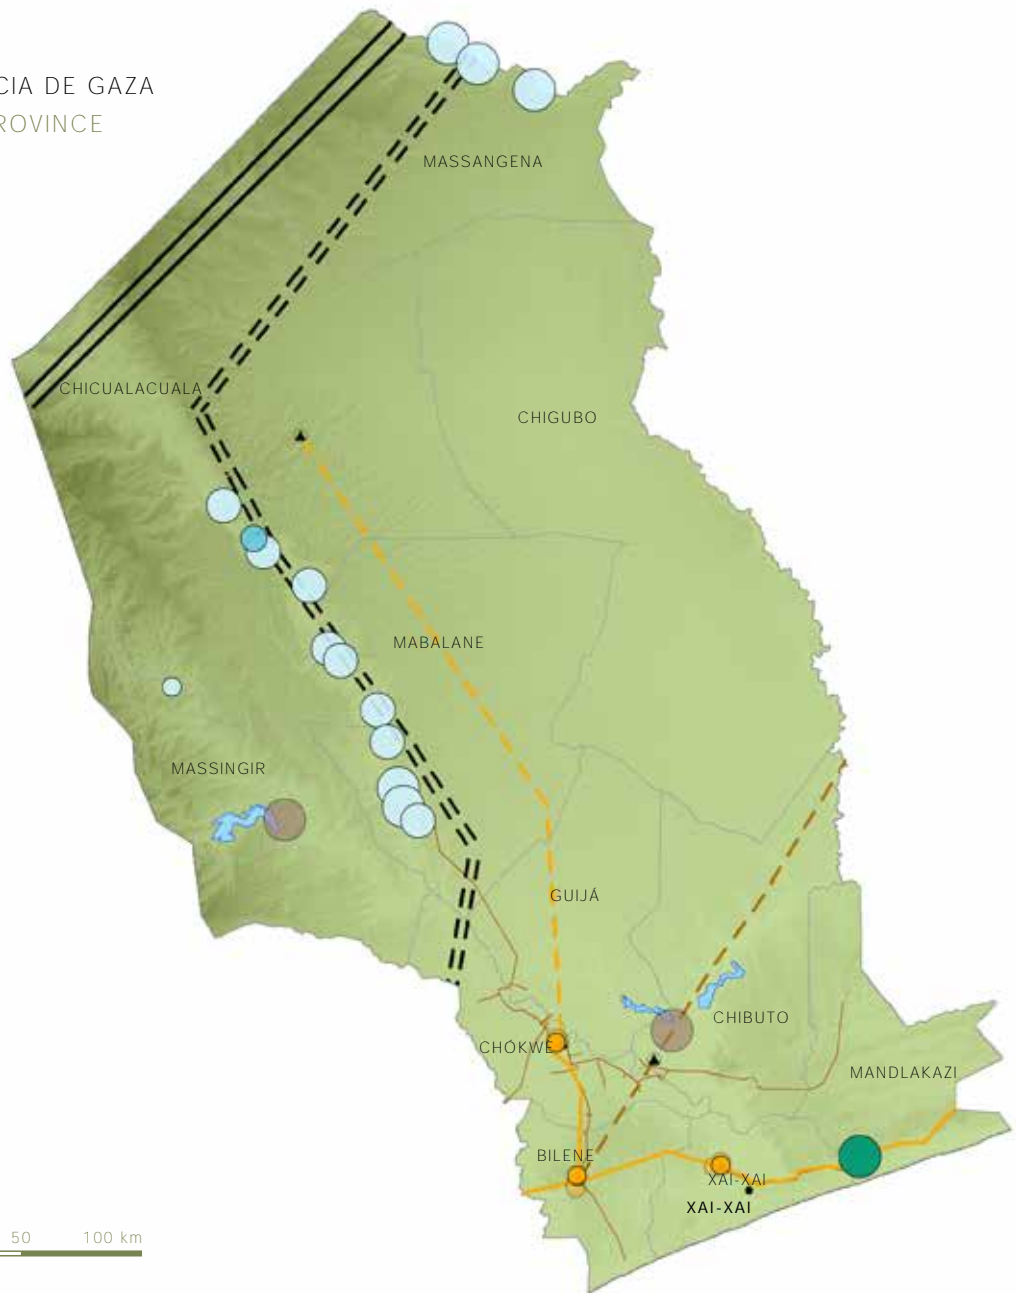 CIA DE GAZA
ROVINCE
MASSANGENA
CHICUALACUALA
CHIGUBO
MABALANE
MASSINGIR
GUIJÁ
CHIBUTO
CHÓKWÈ
MANDLAKAZI
BILENE
XAI-XAI
XAI-XAI
50 100 km